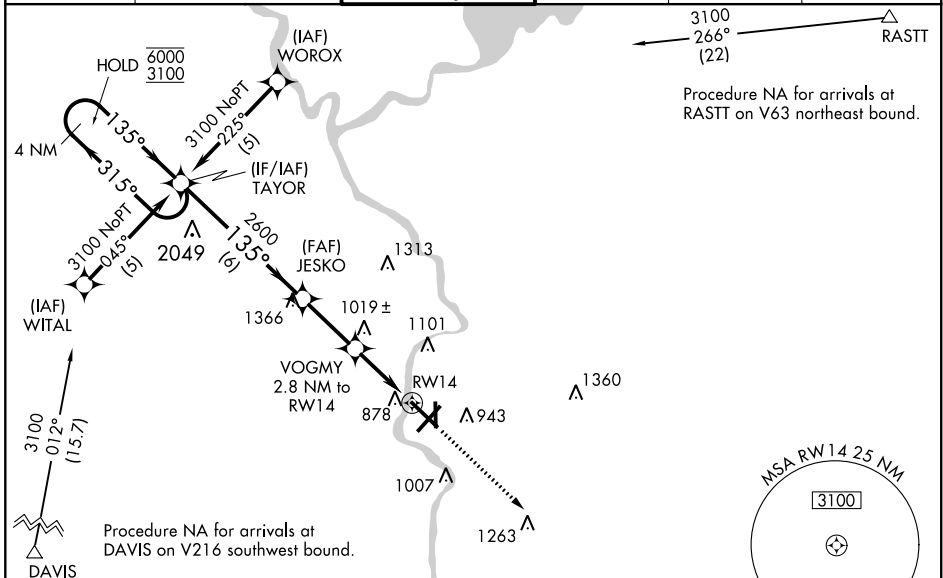 3100
266°
(22)
RASTT
Procedure NA for arrivals at
RASTT on V63 northeast bound.
(IAF)
WOROX
HOLD 6000
3100
3100 NoPT
225°
(5)
4 NM
135°
315°
(IF/IAF)
TAYOR
3100 NoPT
045°
(5)
2049
2600
135°
(6)
(FAF)
JESKO
1313
(IAF)
WITAL
1366
1019 ±
1101
VOGMY
2.8 NM to
RW14
RW14
1360
878
943
3100
012°
(15.7)
1007
1263
MSA RW14 25 NM
3100
Procedure NA for arrivals at
DAVIS on V216 southwest bound.
DAVIS